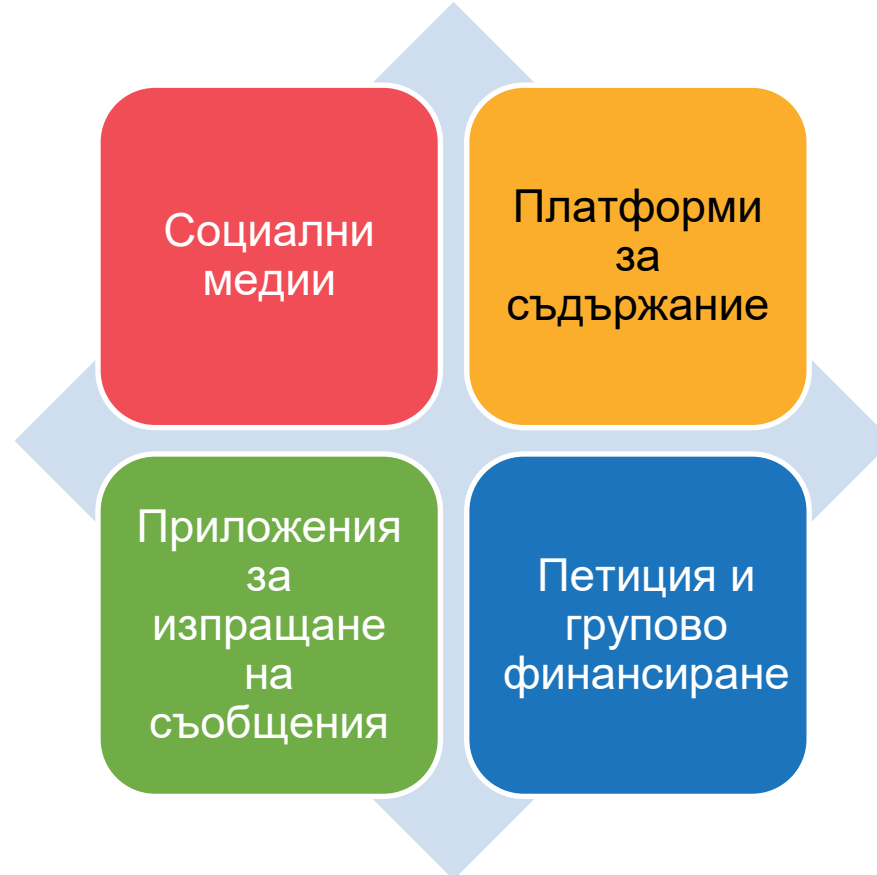 Социални
медии
Платформи
за
съдържание
Приложения
за
изпращане
на
съобщения
Петиция и
групово
финансиране